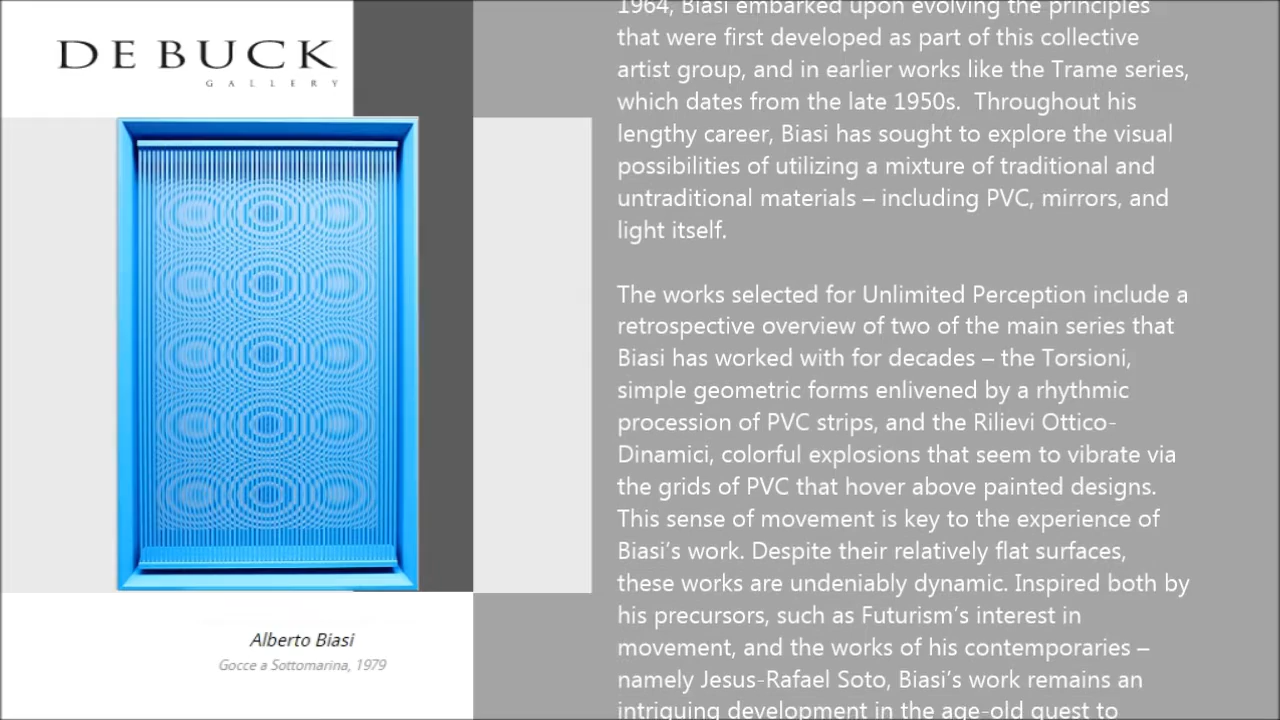 DE BUCK
GALLERY
Alberto Biasi
Gocce a Sottomarina, 1979
1964, Biasi embarked upon evolving the principles
that were first developed as part of this collective
artist group, and in earlier works like the Trame series,
which dates from the late 1950s.  Throughout his
lengthy career, Biasi has sought to explore the visual
possibilities of utilizing a mixture of traditional and
untraditional materials – including PVC, mirrors, and
light itself.
The works selected for Unlimited Perception include a
retrospective overview of two of the main series that
Biasi has worked with for decades – the Torsioni,
simple geometric forms enlivened by a rhythmic
procession of PVC strips, and the Rilievi Ottico-
Dinamici, colorful explosions that seem to vibrate via
the grids of PVC that hover above painted designs.
This sense of movement is key to the experience of
Biasi’s work. Despite their relatively flat surfaces,
these works are undeniably dynamic. Inspired both by
his precursors, such as Futurism’s interest in
movement, and the works of his contemporaries –
namely Jesus-Rafael Soto, Biasi’s work remains an
intriguing development in the age-old quest to